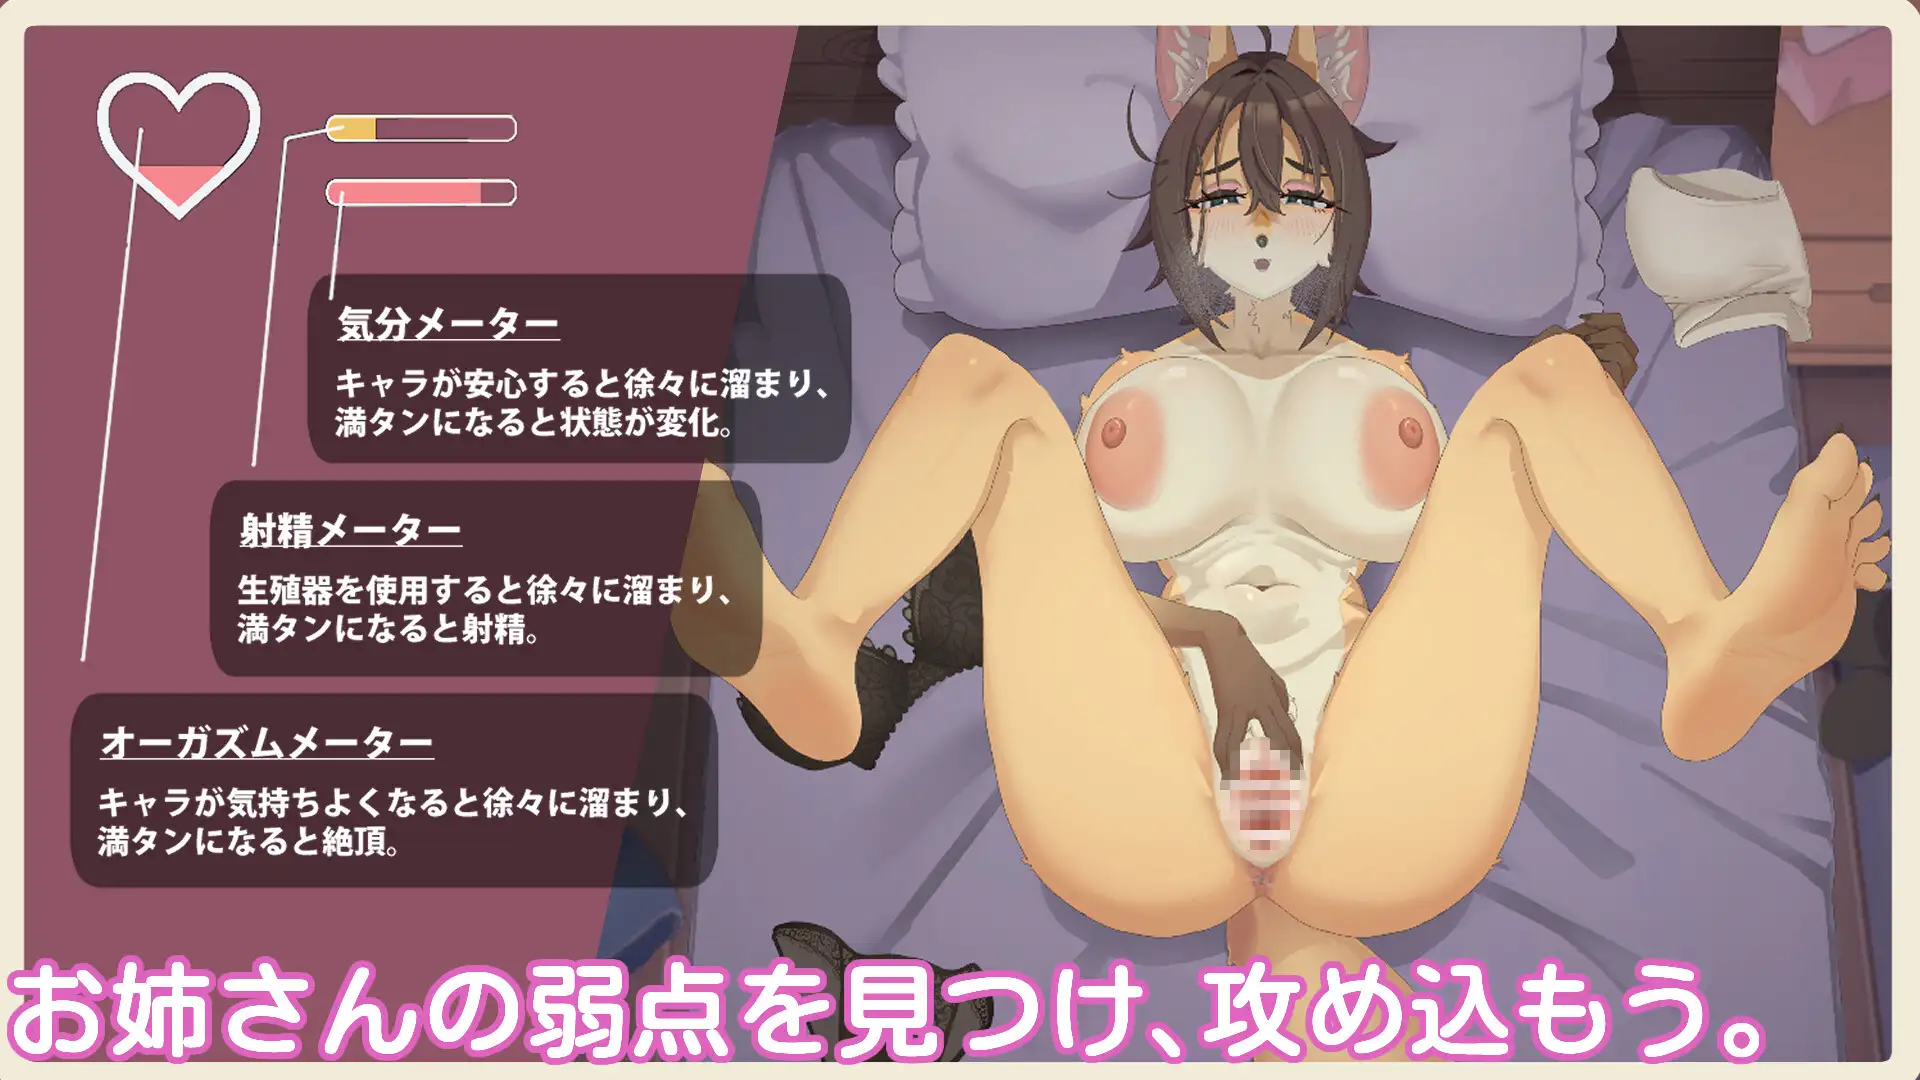 気分メーター
キャラが安心すると徐々に溜まり、
満タンになると状態が変化。
射精メーター
生殖器を使用すると徐々に溜まり、
満タンになると射精。
オーガズムメーター
キャラが気持ちよくなると徐々に溜まり、
満タンになると絶頂。
お姉さんの弱点を見つけ、攻め込もう。